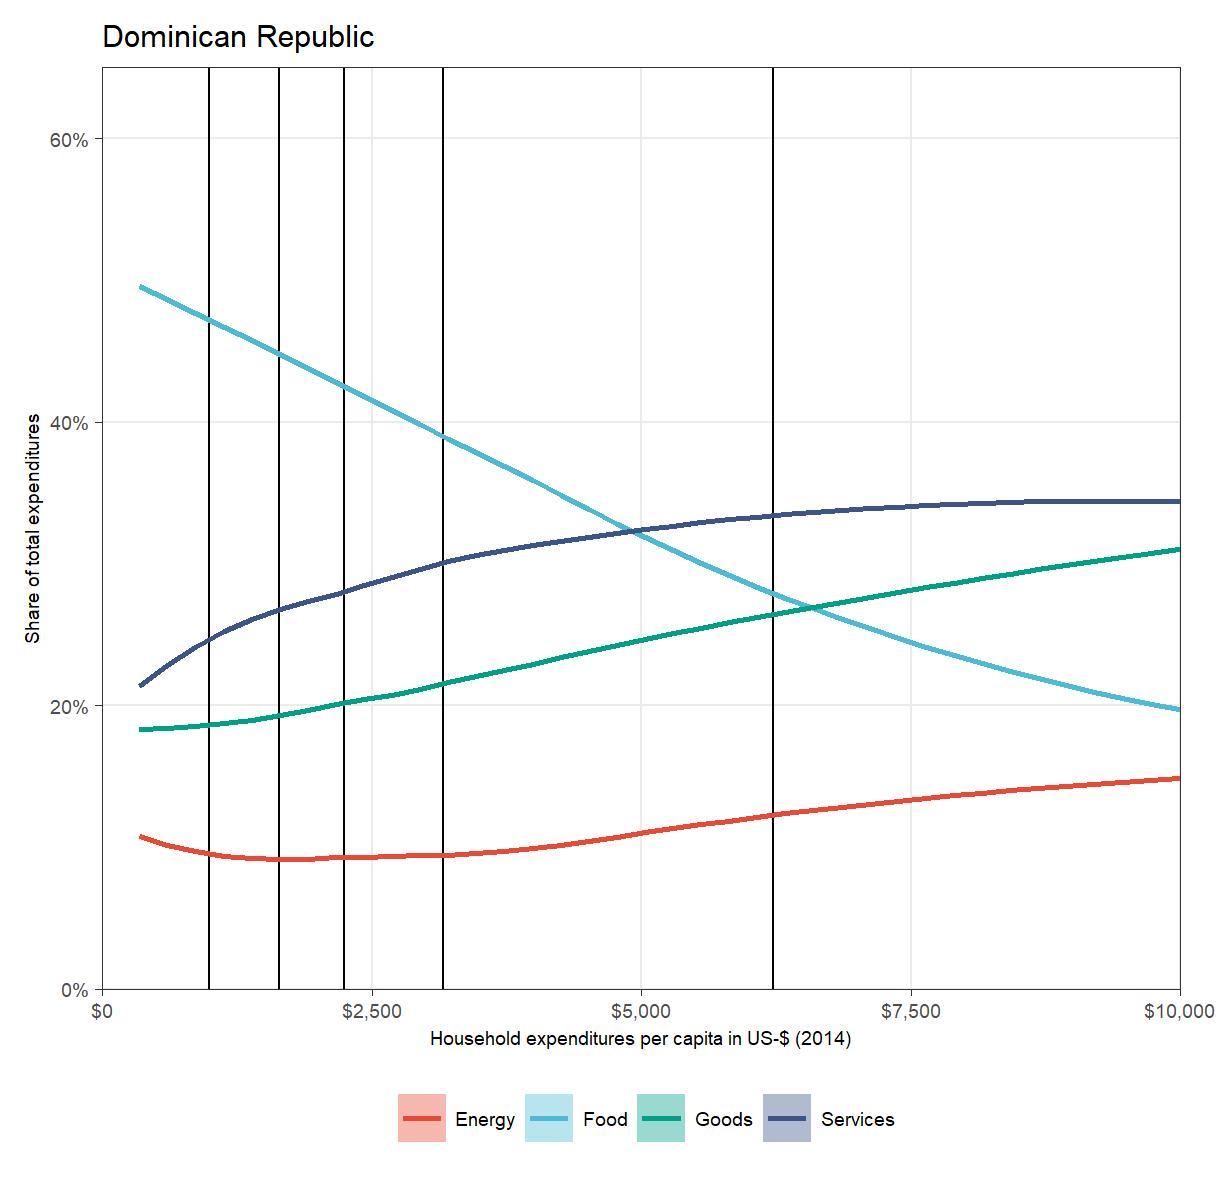 Dominican Republic
60%
40%
20%
0%
Share of total expenditures
$0 $2,500 $5,000 $7,500 $10,000
Household expenditures per capita in US-$ (2014)
Energy Food Goods Services